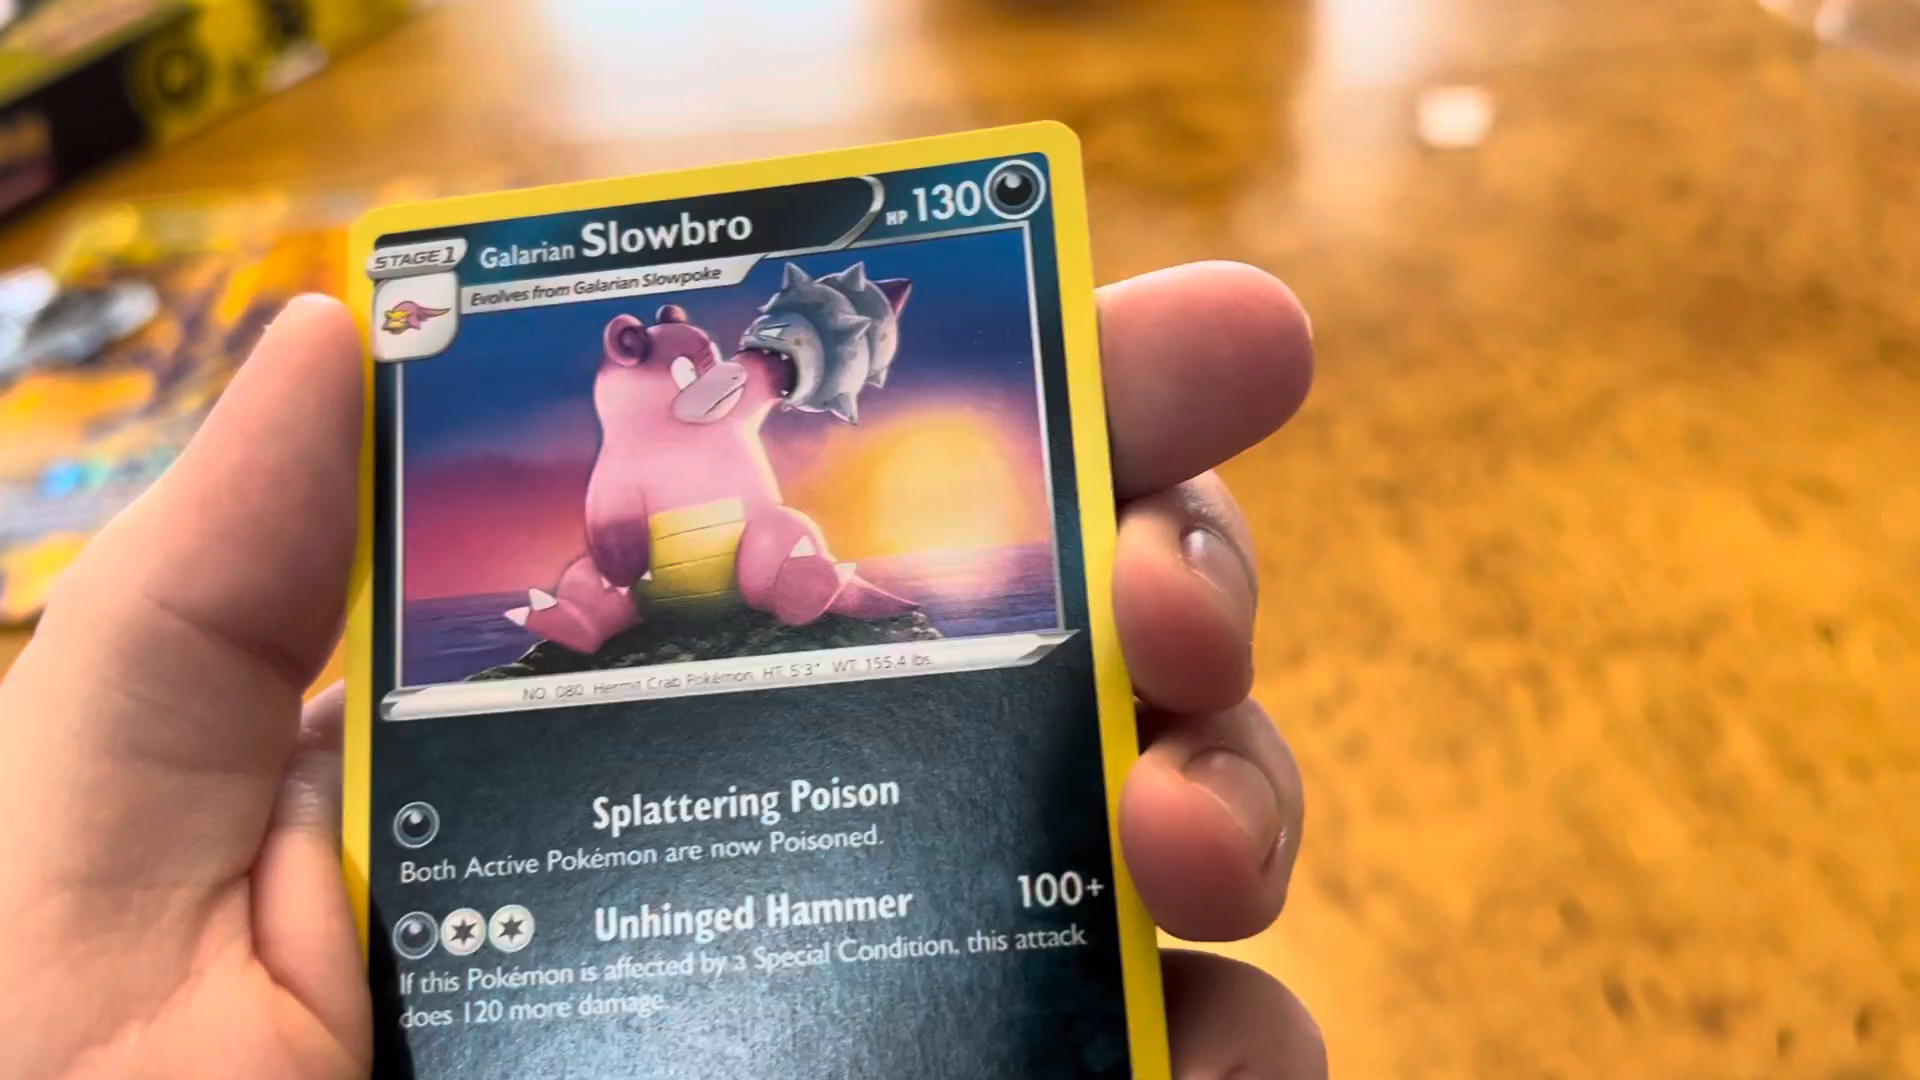 STAGE 1 Galarian Slowbro HP 130
Evolves from Galarian Slowpoke
NO. 080 Hermit Crab Pokémon HT: 5'3" WT: 155.4 lbs.
Splattering Poison
Both Active Pokémon are now Poisoned.
Unhinged Hammer 100+
If this Pokémon is affected by a Special Condition, this attack
does 120 more damage.